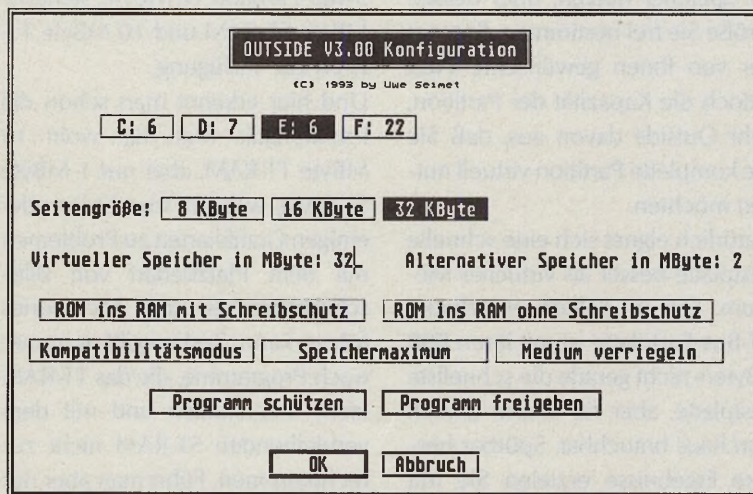 OUTSIDE V3.00 Konfiguration
(C) 1993 by Uwe Seimet
C: 6 D: 7 E: 6 F: 22
Seitengröße: 8 KByte 16 KByte 32 KByte
Virtueller Speicher in MByte: 32 Alternativer Speicher in MByte: 2
ROM ins RAM mit Schreibschutz ROM ins RAM ohne Schreibschutz
Kompatibilitätsmodus Speichermaximum Medium verriegeln
Programm schützen Programm freigeben
OK Abbruch